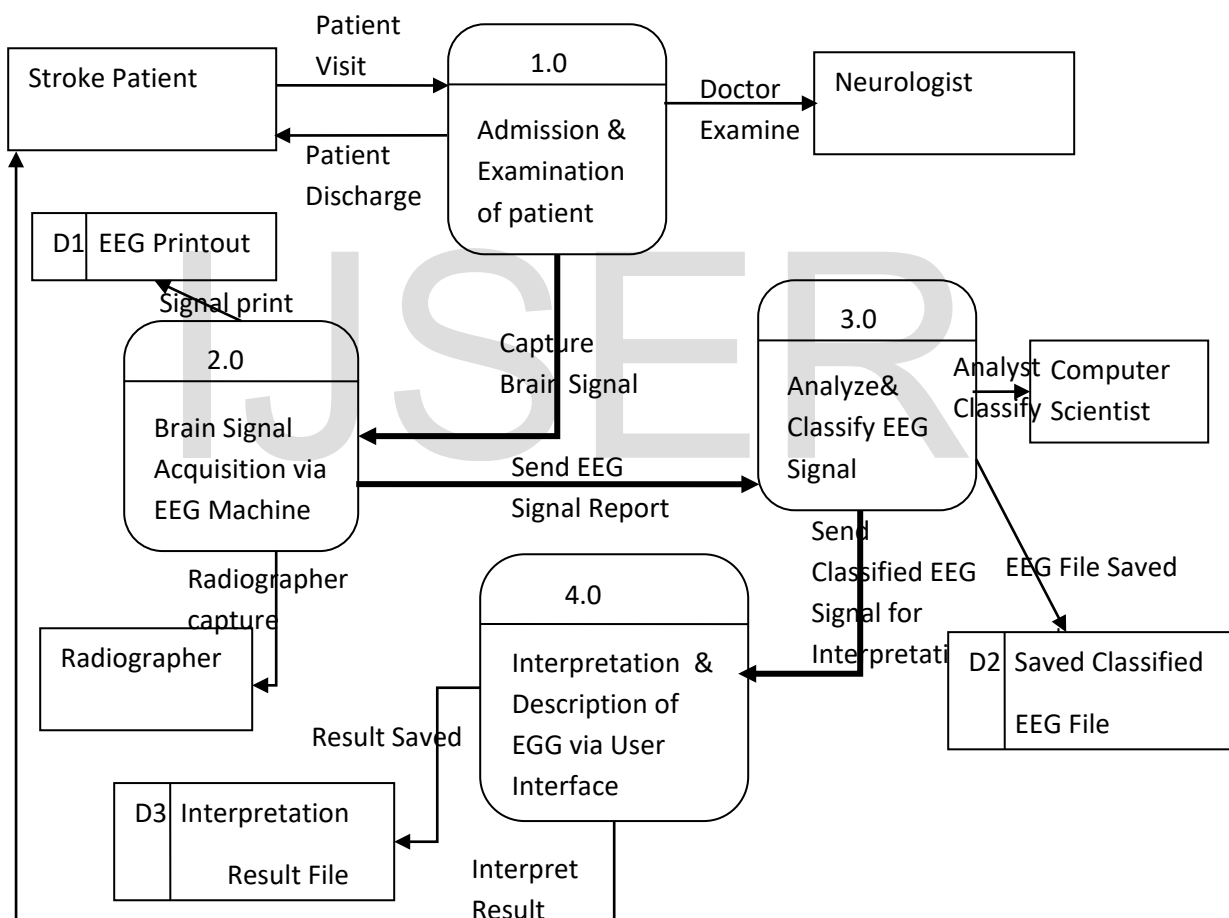 Patient
Visit
Stroke Patient
1.0
Doctor
Examine
Neurologist
Admission &
Examination
of patient
Patient
Discharge
D1 EEG Printout
IJSER
Signal print
2.0
Brain Signal
Acquisition via
EEG Machine
Capture
Brain Signal
3.0
Analyze&
Classify EEG
Signal
Analyst
Classify
Computer
Scientist
Send EEG
Signal Report
Radiographer
capture
Radiographer
Send
Classified EEG
Signal for
Interpretati
EEG File Saved
4.0
Interpretation &
Description of
EGG via User
Interface
D2 Saved Classified
EEG File
Result Saved
D3 Interpretation
Result File
Interpret
Result